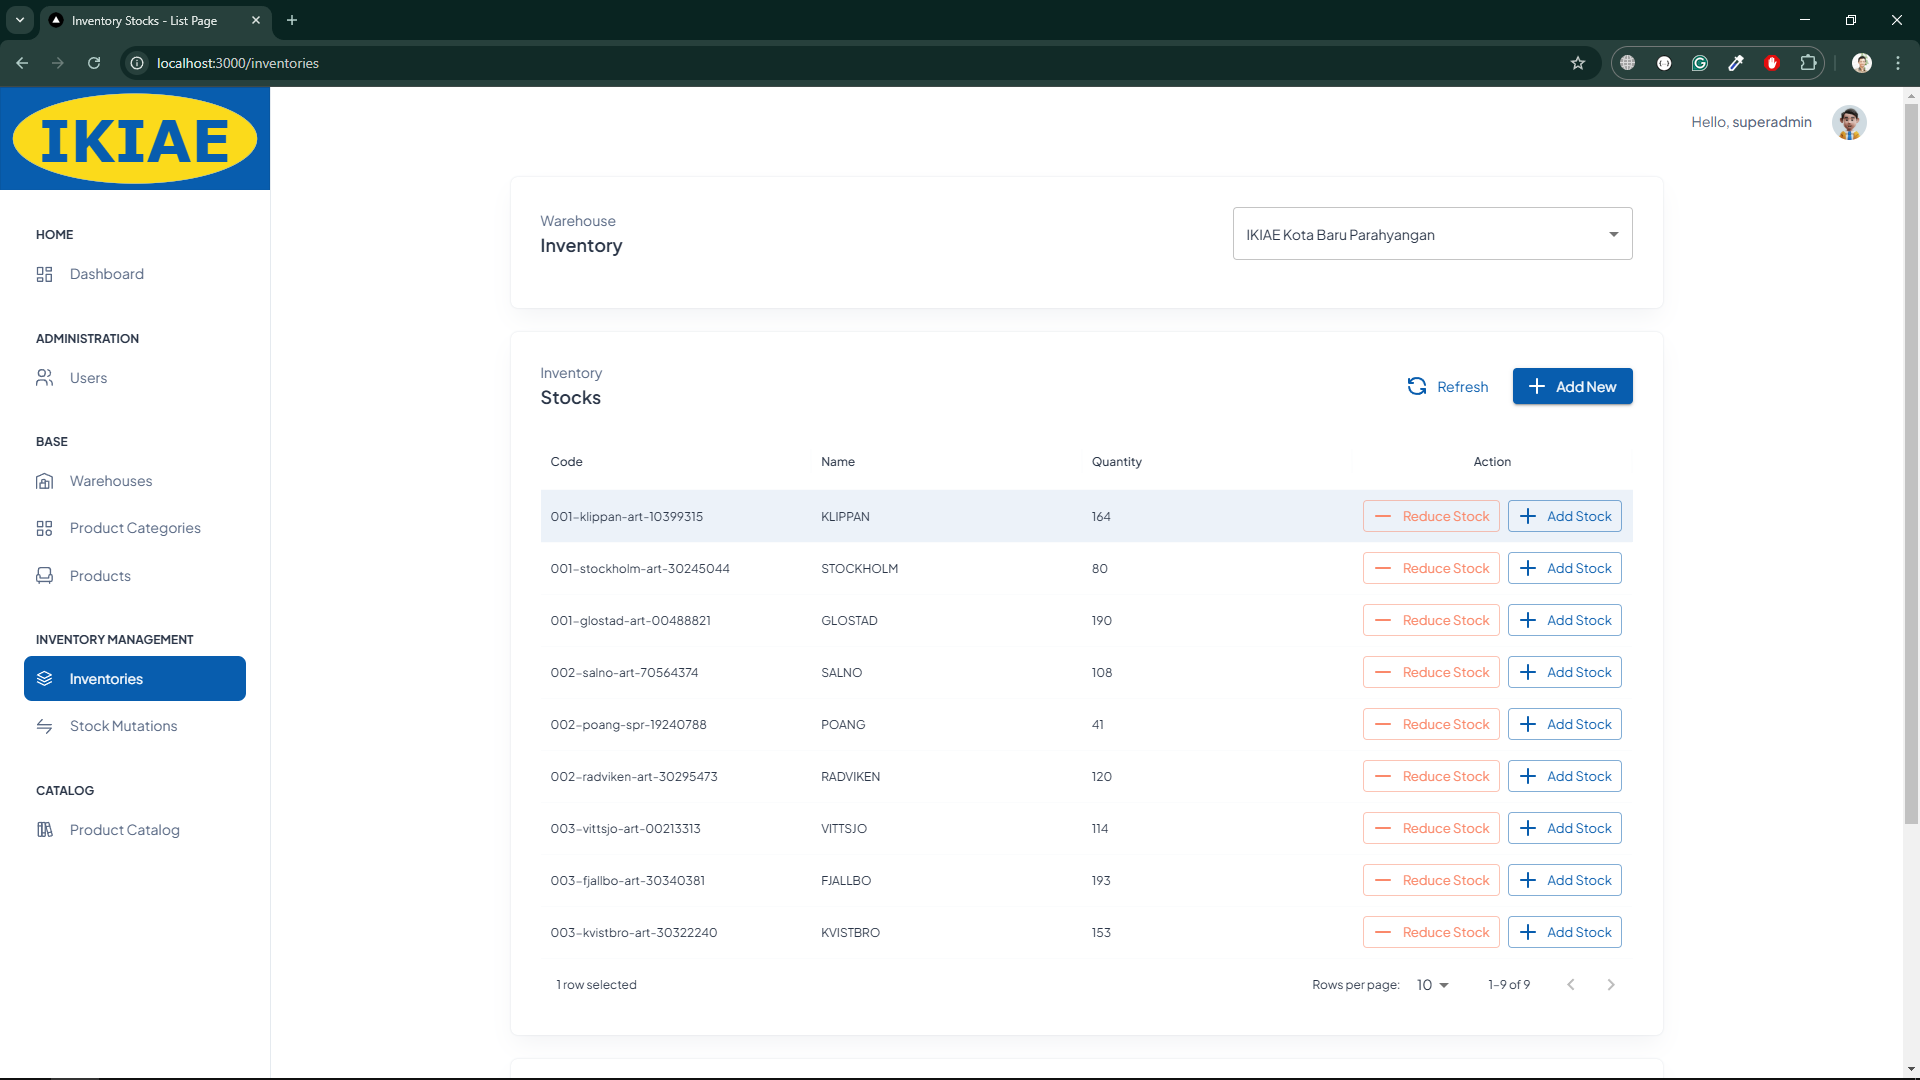 Inventory Stocks - List Page
localhost:3000/inventories
IKIAE
Hello, superadmin
HOME
Dashboard
ADMINISTRATION
Users
BASE
Warehouses
Product Categories
Products
INVENTORY MANAGEMENT
Inventories
Stock Mutations
CATALOG
Product Catalog
Warehouse
Inventory
IKIAE Kota Baru Parahyangan
Inventory
Stocks
Refresh
Add New
Code Name Quantity Action
001-klippan-art-10399315 KLIPPAN 164 Reduce Stock Add Stock
001-stockholm-art-30245044 STOCKHOLM 80 Reduce Stock Add Stock
001-glostad-art-00488821 GLOSTAD 190 Reduce Stock Add Stock
002-salno-art-70564374 SALNO 108 Reduce Stock Add Stock
002-poang-spr-19240788 POANG 41 Reduce Stock Add Stock
002-radviken-art-30295473 RADVIKEN 120 Reduce Stock Add Stock
003-vittsjo-art-00213313 VITTSJO 114 Reduce Stock Add Stock
003-fjallbo-art-30340381 FJALLBO 193 Reduce Stock Add Stock
003-kvistbro-art-30322240 KVISTBRO 153 Reduce Stock Add Stock
1 row selected
Rows per page: 10 1–9 of 9